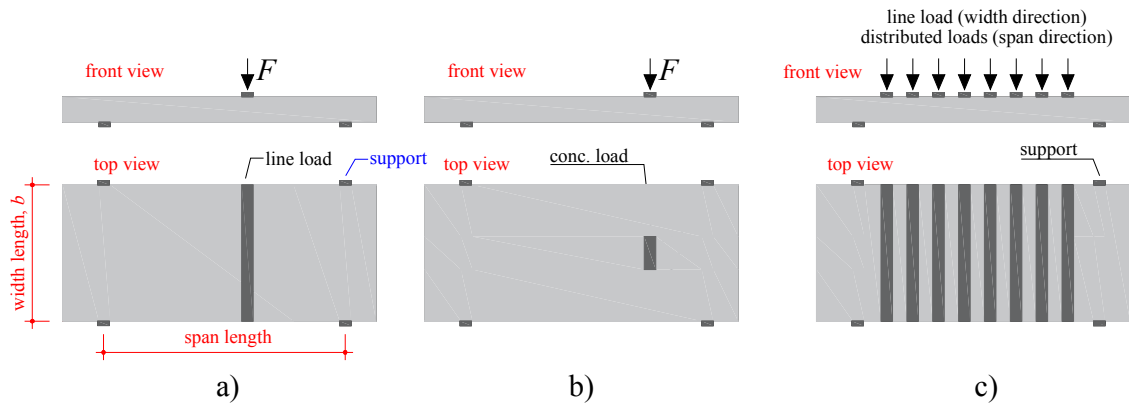 front view
F
top view
line load
support
width length, b
span length
a)
front view
F
top view
conc. load
b)
line load (width direction)
distributed loads (span direction)
front view
top view
support
c)